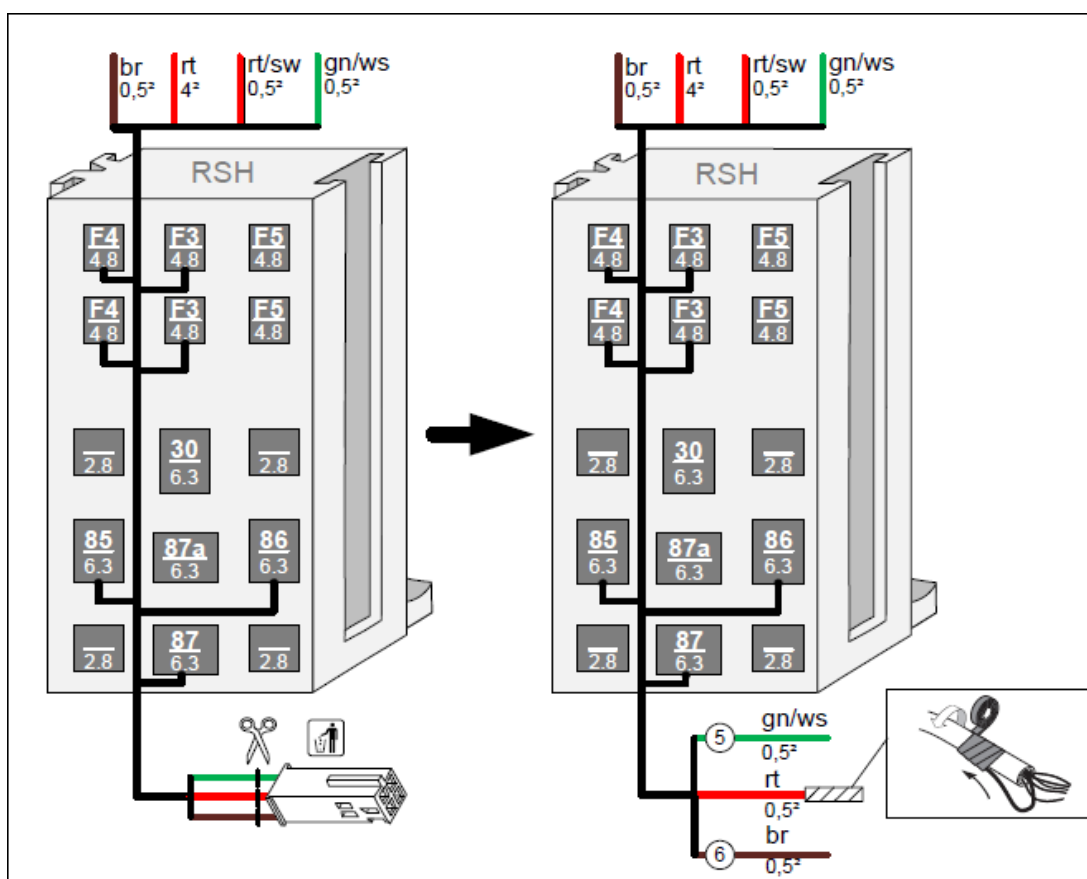 br
0,5²
rt
4²
rt/sw
0,5²
gn/ws
0,5²
RSH
F4
4.8
F3
4.8
F5
4.8
F4
4.8
F3
4.8
F5
4.8
2.8
30
6.3
2.8
85
6.3
87a
6.3
86
6.3
2.8
87
6.3
2.8
br
0,5²
rt
4²
rt/sw
0,5²
gn/ws
0,5²
RSH
F4
4.8
F3
4.8
F5
4.8
F4
4.8
F3
4.8
F5
4.8
2.8
30
6.3
2.8
85
6.3
87a
6.3
86
6.3
2.8
87
6.3
2.8
5
gn/ws
0,5²
rt
0,5²
6
br
0,5²